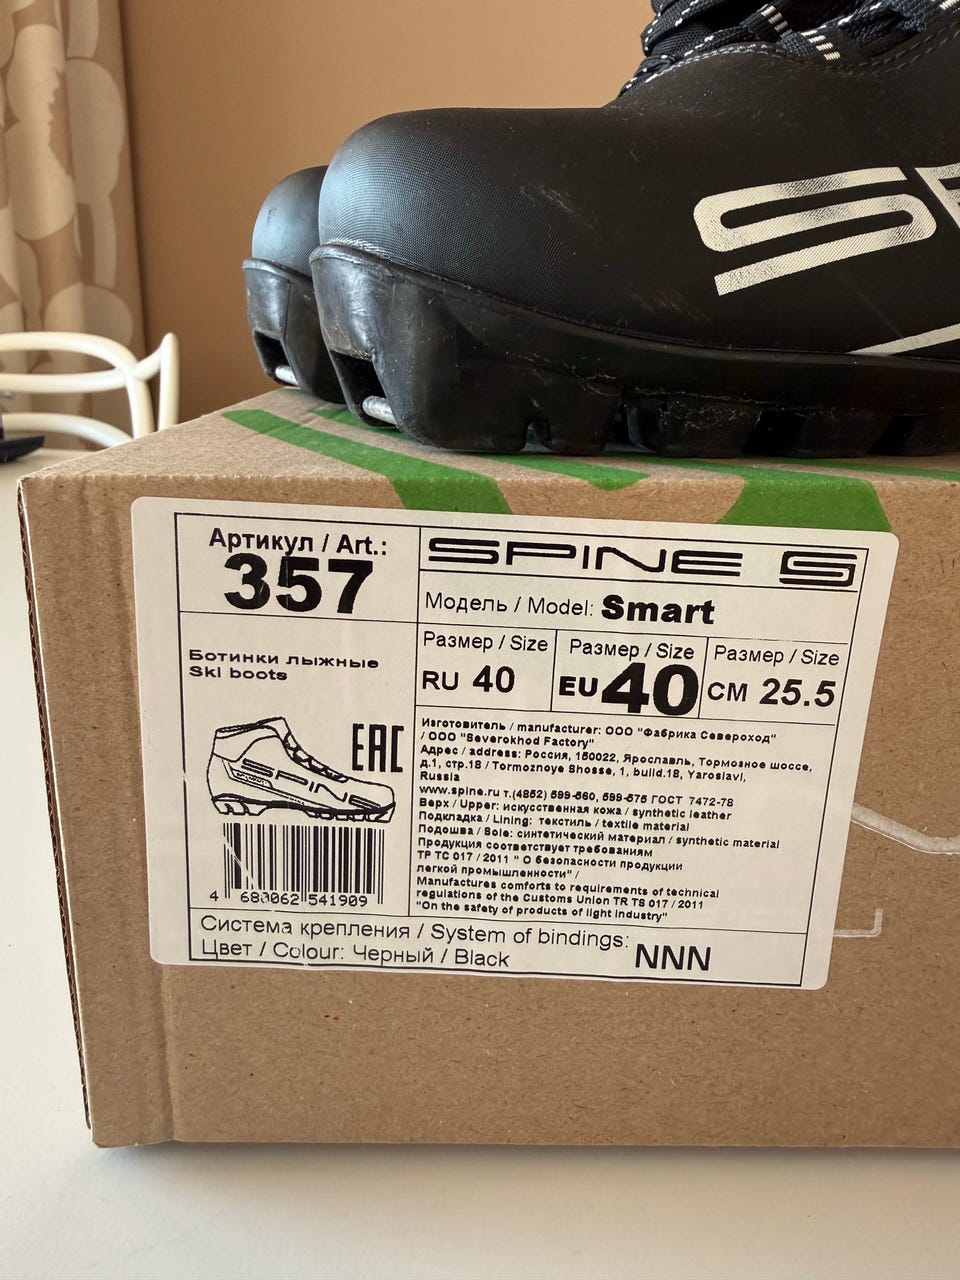 SP
Артикул / Art.:
357
SPINE S
Модель / Model: Smart
Размер / Size
RU 40
Размер / Size
EU 40
Размер / Size
CM 25.5
Ботинки лыжные
Ski boots
SPINE
EAC
4 680062 541909
Изготовитель / manufacturer: ООО "Фабрика Североход"
/ ООО "Severokhod Factory"
Адрес / address: Россия, 150022, Ярославль, Тормозное шоссе,
д.1, стр.18 / Tormoznoye Shosse, 1, build.18, Yaroslavl,
Russia
www.spine.ru т.(4852) 599-560, 599-575 ГОСТ 7472-78
Верх / Upper: искусственная кожа / synthetic leather
Подкладка / Lining: текстиль / textile material
Подошва / Sole: синтетический материал / synthetic material
Продукция соответствует требованиям
ТР ТС 017 / 2011 " О безопасности продукции
легкой промышленности" /
Manufactures comforts to requirements of technical
regulations of the Customs Union TR TS 017 / 2011
"On the safety of products of light industry"
Система крепления / System of bindings: NNN
Цвет / Colour: Черный / Black